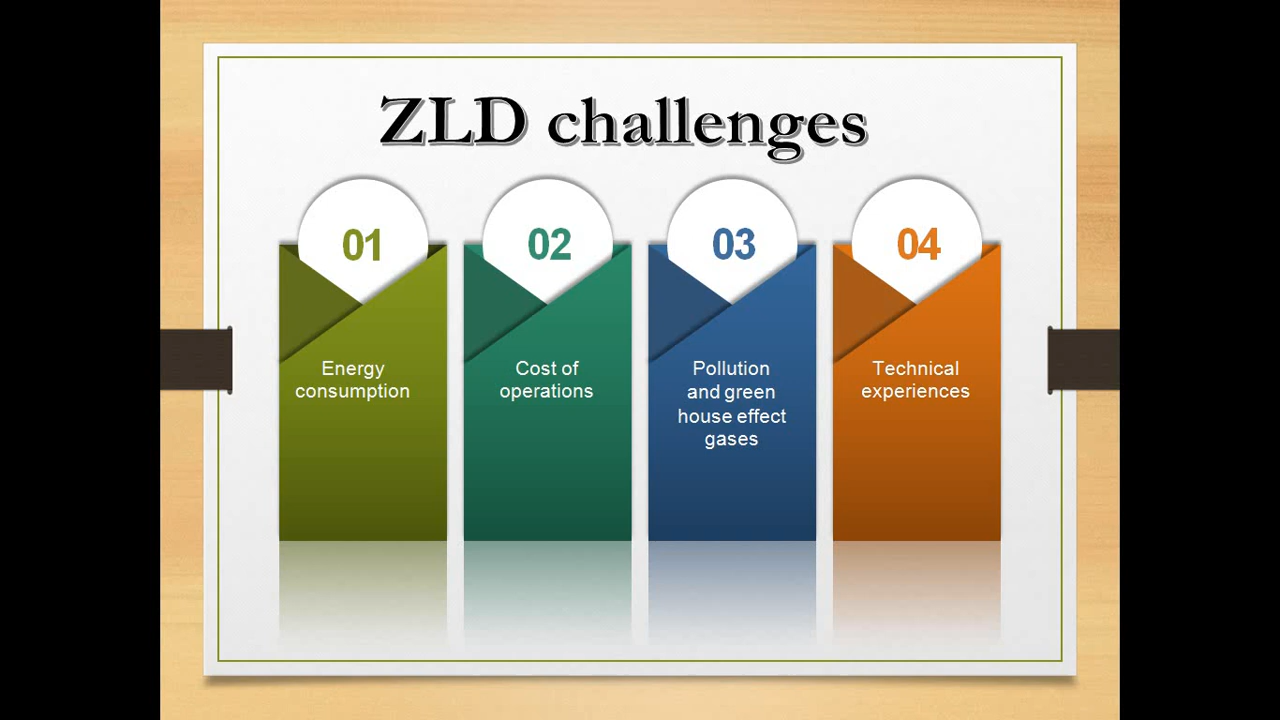 ZLD challenges
01
Energy
consumption
02
Cost of
operations
03
Pollution
and green
house effect
gases
04
Technical
experiences